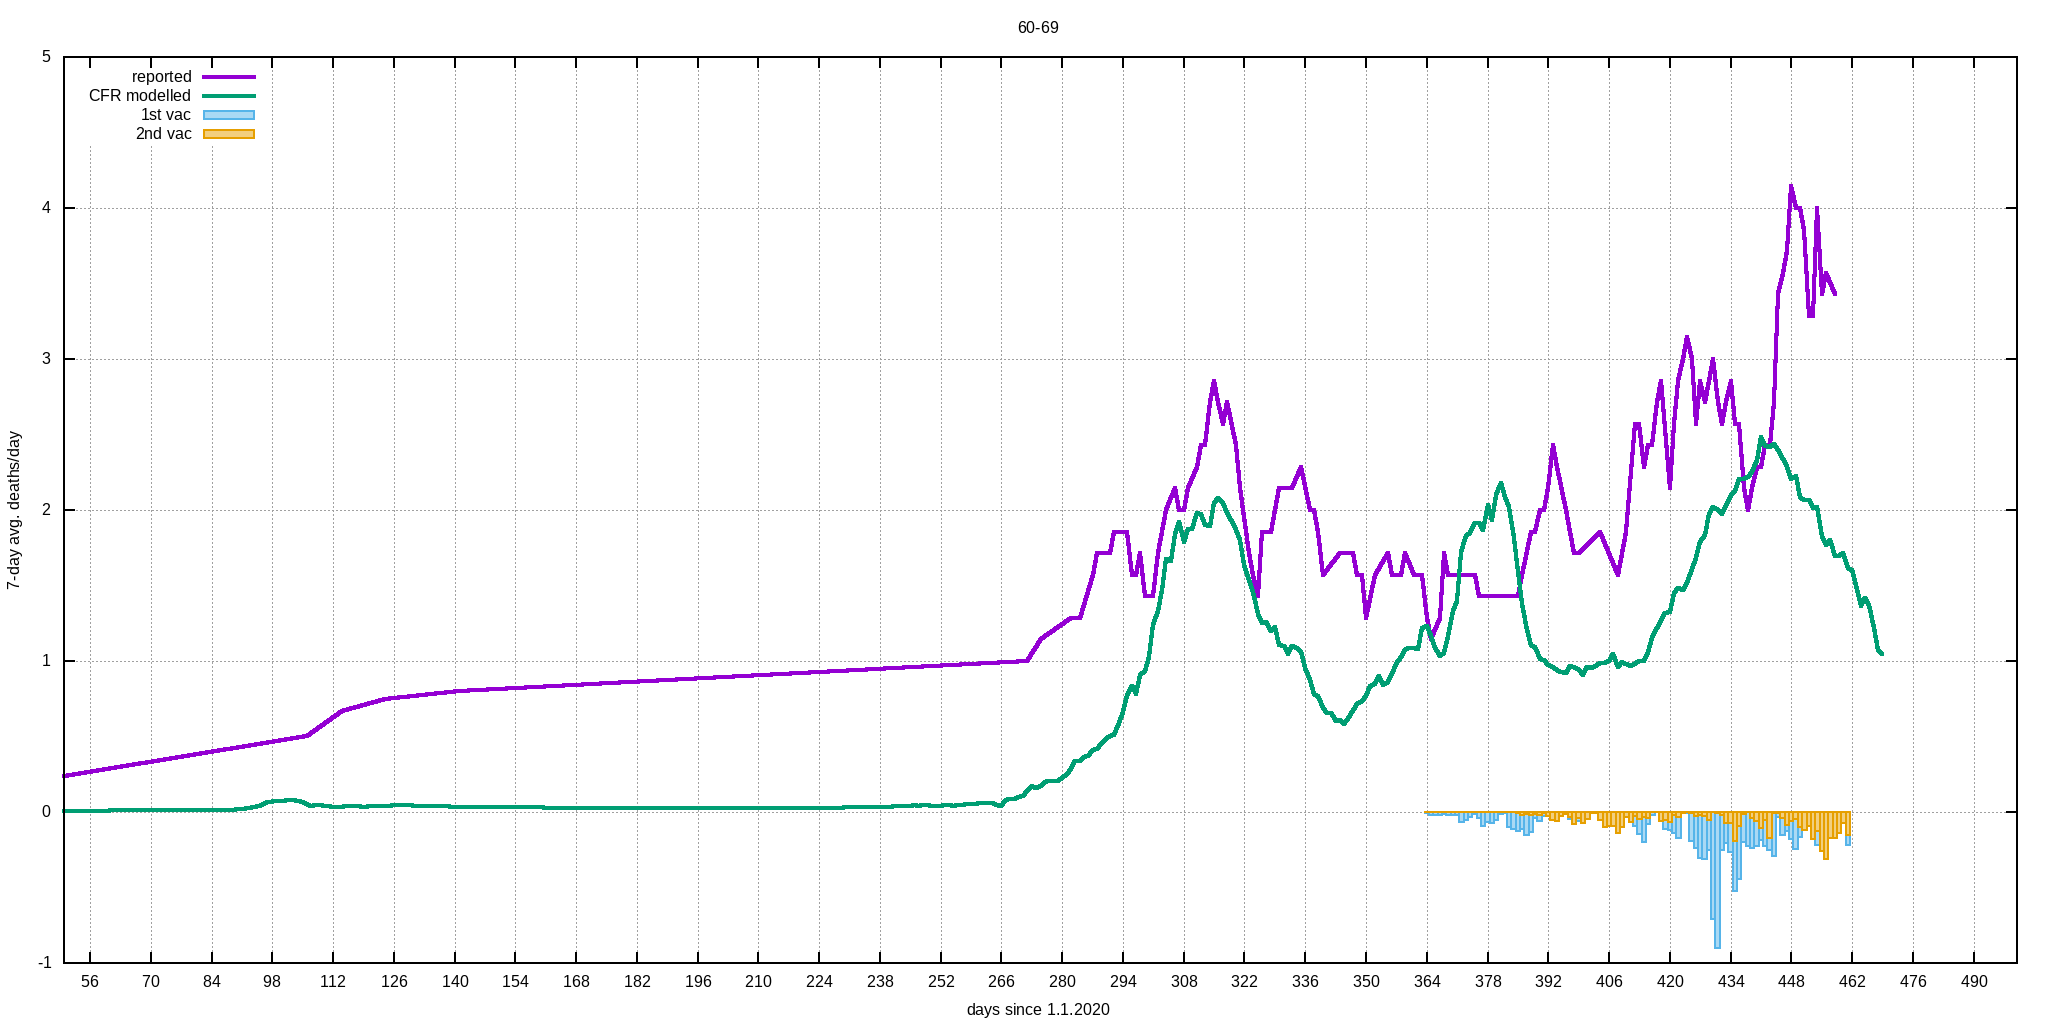 60-69
reported
CFR modelled
1st vac
2nd vac
5
4
3
2
1
0
-1
7-day avg. deaths/day
56 70 84 98 112 126 140 154 168 182 196 210 224 238 252 266 280 294 308 322 336 350 364 378 392 406 420 434 448 462 476 490
days since 1.1.2020